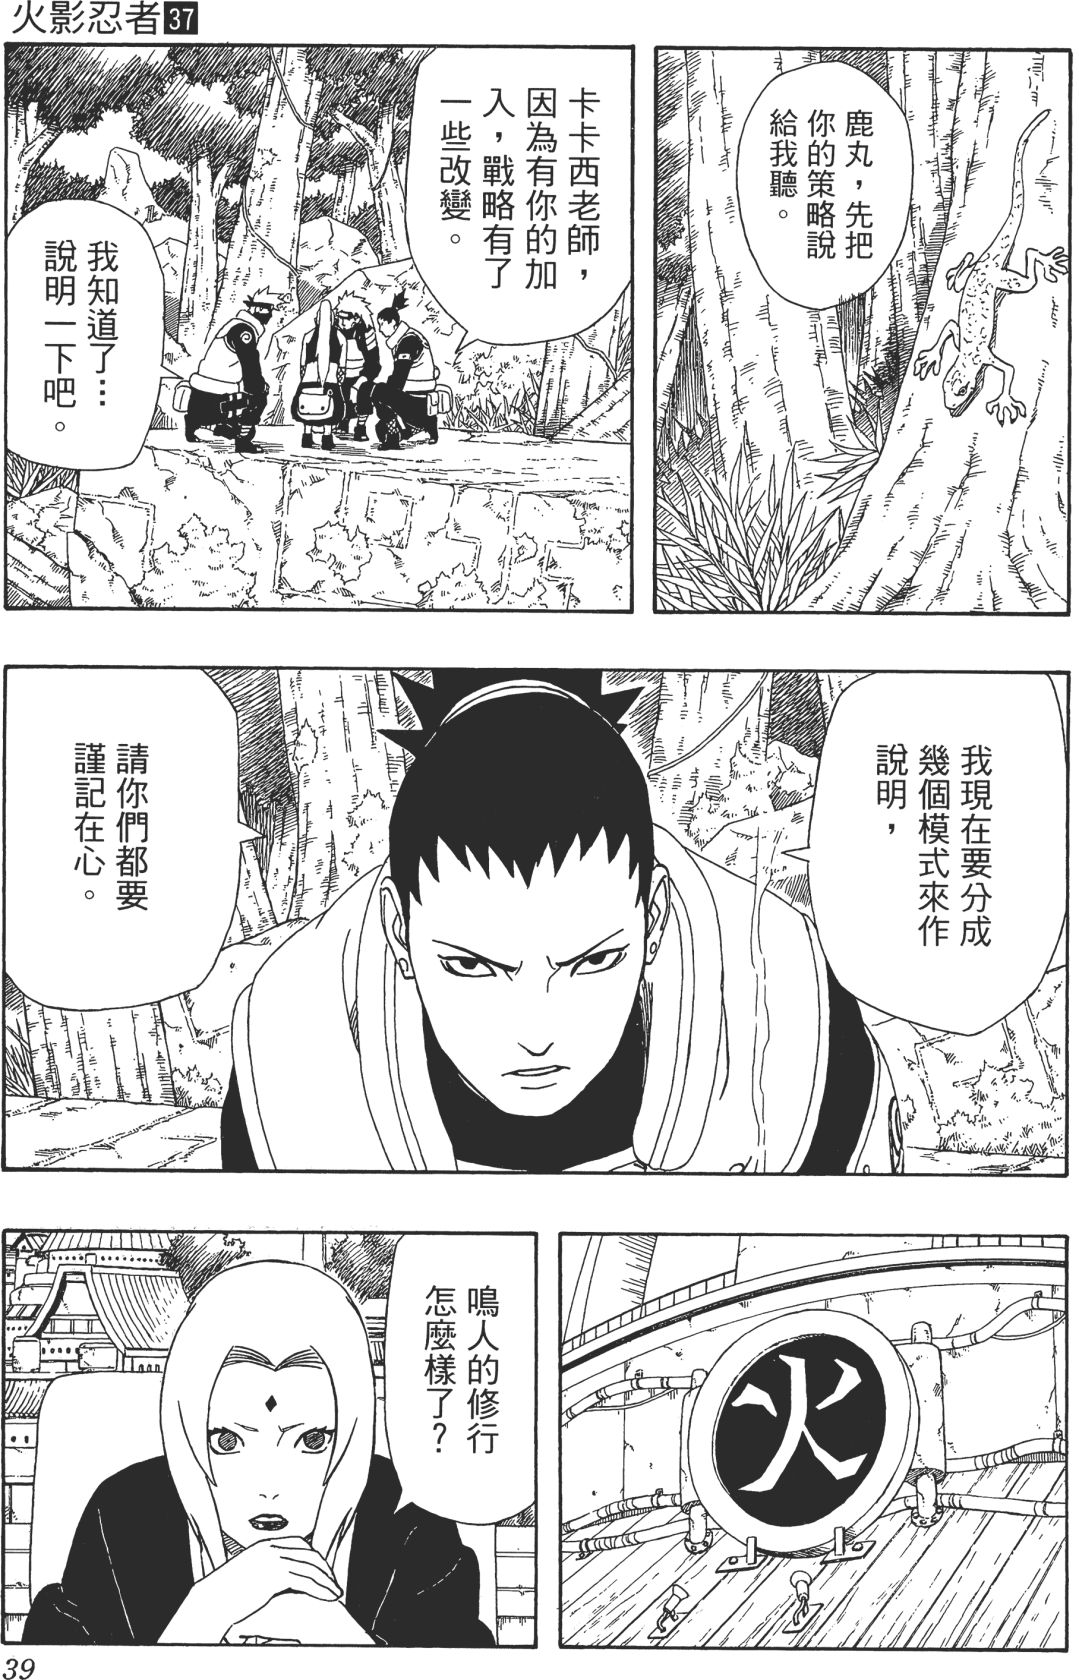 火影忍者37
鹿丸，先把
你的策略說
給我聽。
卡卡西老師，
因為有你的加
入，戰略有了
一些改變。
我知道了…
說明一下吧。
我現在要分成
幾個模式來作
說明，
請你們都要
謹記在心。
火
鳴人的修行
怎麼樣了?
39